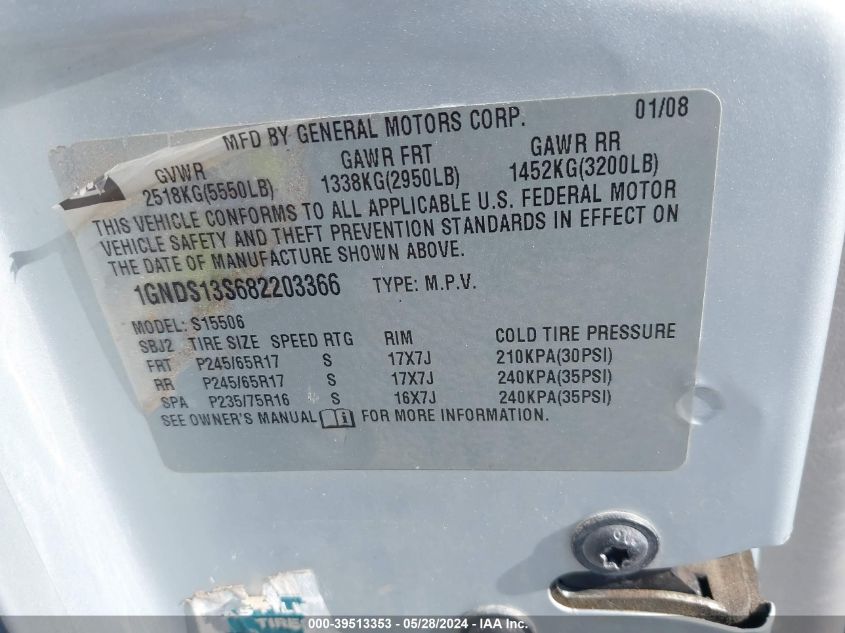 MFD BY GENERAL MOTORS CORP. 01/08
GVWR GAWR FRT GAWR RR
2518KG(5550LB) 1338KG(2950LB) 1452KG(3200LB)
THIS VEHICLE CONFORMS TO ALL APPLICABLE U.S. FEDERAL MOTOR
VEHICLE SAFETY AND THEFT PREVENTION STANDARDS IN EFFECT ON
THE DATE OF MANUFACTURE SHOWN ABOVE.
1GNDS13S682203366 TYPE: M.P.V.
MODEL: S15506
SBJ2 TIRE SIZE SPEED RTG RIM COLD TIRE PRESSURE
FRT P245/65R17 S 17X7J 210KPA(30PSI)
RR P245/65R17 S 17X7J 240KPA(35PSI)
SPA P235/75R16 S 16X7J 240KPA(35PSI)
SEE OWNER'S MANUAL FOR MORE INFORMATION.
TIRE
000-39513353 - 05/28/2024 - IAA Inc.